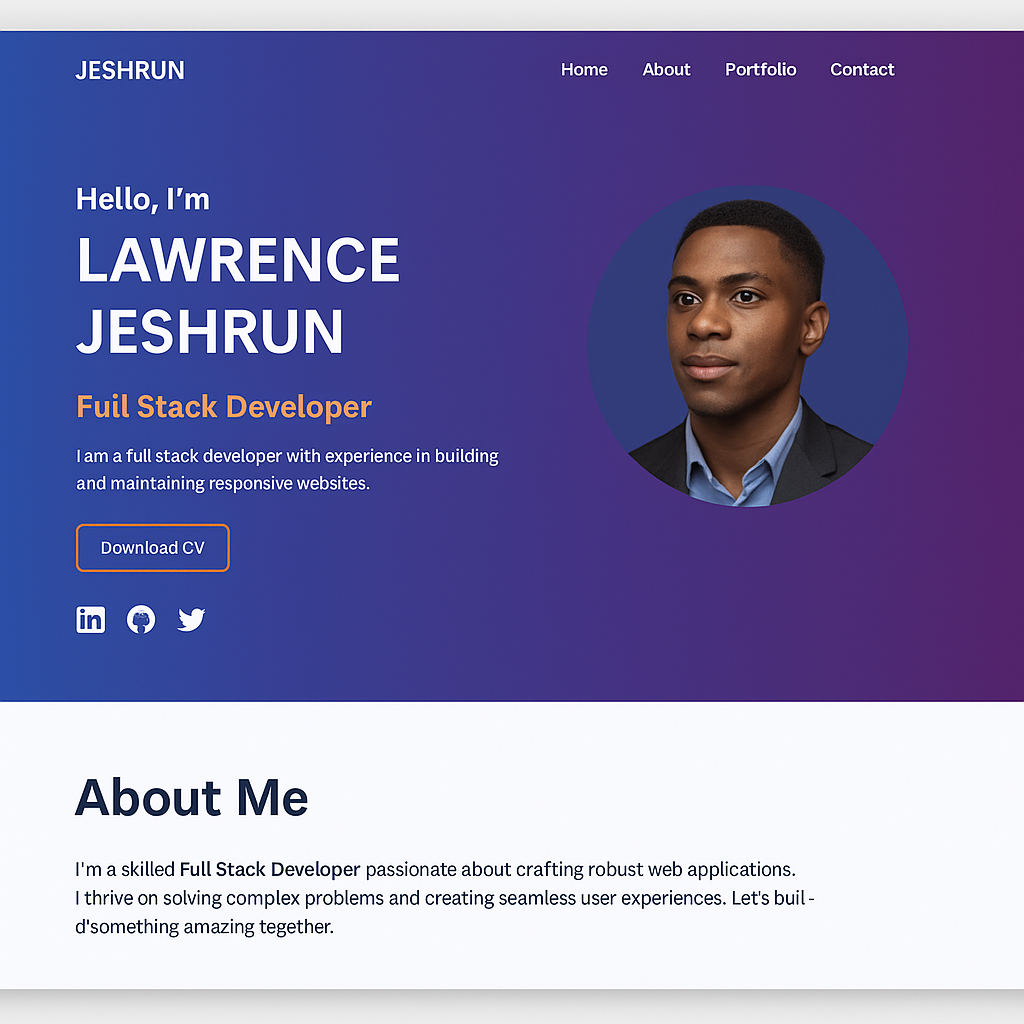 JESHRUN
Home About Portfolio Contact
Hello, I’m
LAWRENCE
JESHRUN
Fuil Stack Developer
I am a full stack developer with experience in building
and maintaining responsive websites.
Download CV
in
About Me
I'm a skilled Full Stack Developer passionate about crafting robust web applications.
I thrive on solving complex problems and creating seamless user experiences. Let's buil-
d'something amazing tegether.